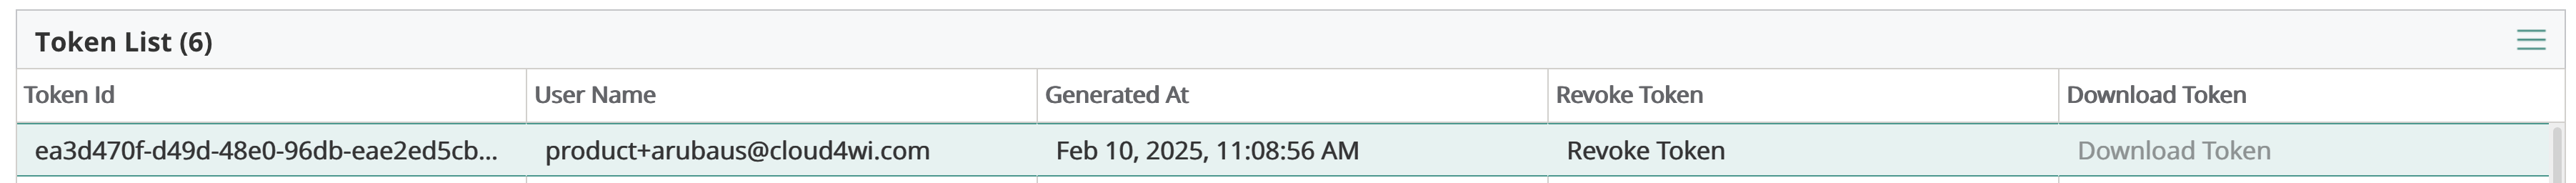 Token List (6)
Token Id User Name Generated At Revoke Token Download Token
ea3d470f-d49d-48e0-96db-eae2ed5cb... product+arubaus@cloud4wi.com Feb 10, 2025, 11:08:56 AM Revoke Token Download Token